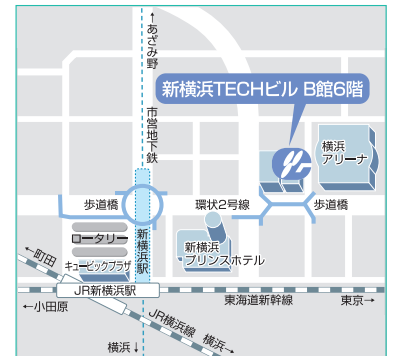 ←あざみ野
市営地下鉄
新横浜TECHビル B館6階
横浜
アリーナ
歩道橋
環状2号線
歩道橋
ロータリー
新横浜駅
新横浜
プリンスホテル
←町田
キュービックプラザ
JR新横浜駅
東海道新幹線
東京→
←小田原
JR横浜線
横浜→
横浜↓